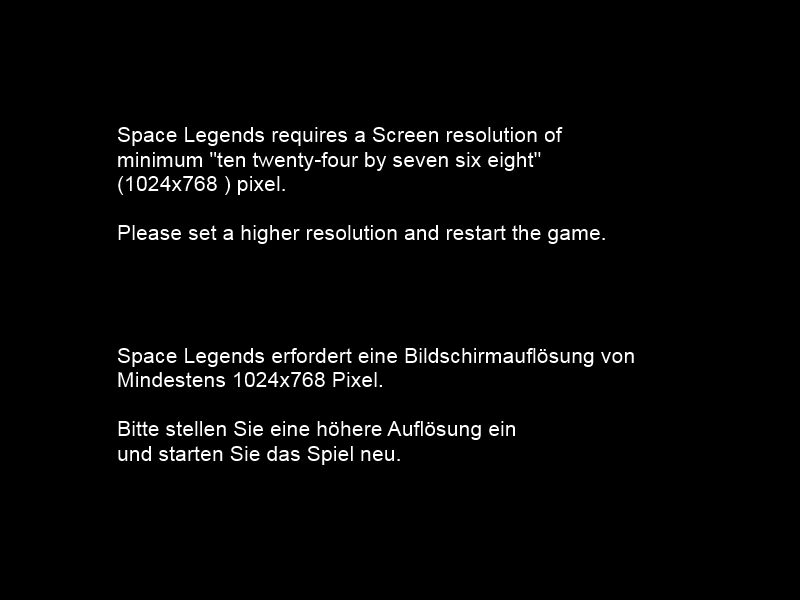 Space Legends requires a Screen resolution of
minimum "ten twenty-four by seven six eight"
(1024x768 ) pixel.
Please set a higher resolution and restart the game.
Space Legends erfordert eine Bildschirmauflösung von
Mindestens 1024x768 Pixel.
Bitte stellen Sie eine höhere Auflösung ein
und starten Sie das Spiel neu.